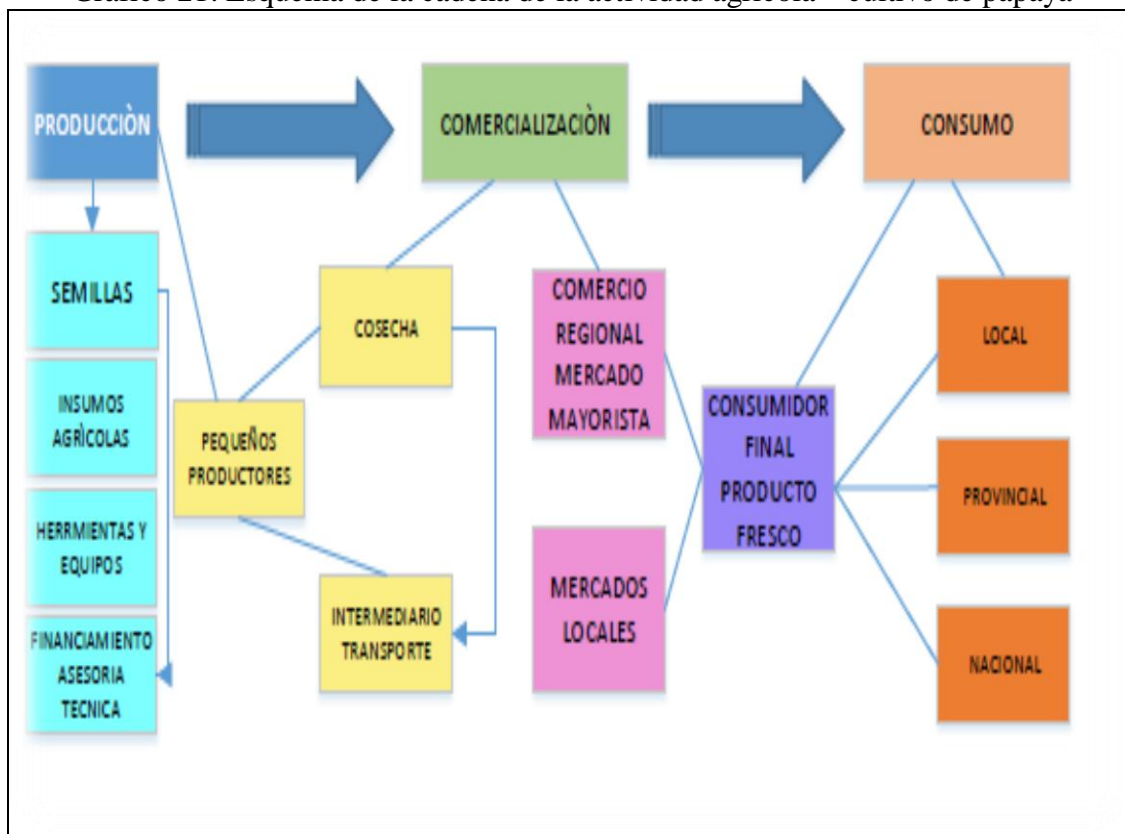 PRODUCCIÒN
COMERCIALIZACIÒN
CONSUMO
SEMILLAS
INSUMOS
AGRÌCOLAS
HERRMIENTAS Y
EQUIPOS
FINANCIAMIENTO
ASESORIA
TECNICA
PEQUEÑOS
PRODUCTORES
COSECHA
INTERMEDIARIO
TRANSPORTE
COMERCIO
REGIONAL
MERCADO
MAYORISTA
MERCADOS
LOCALES
CONSUMIDOR
FINAL
PRODUCTO
FRESCO
LOCAL
PROVINCIAL
NACIONAL